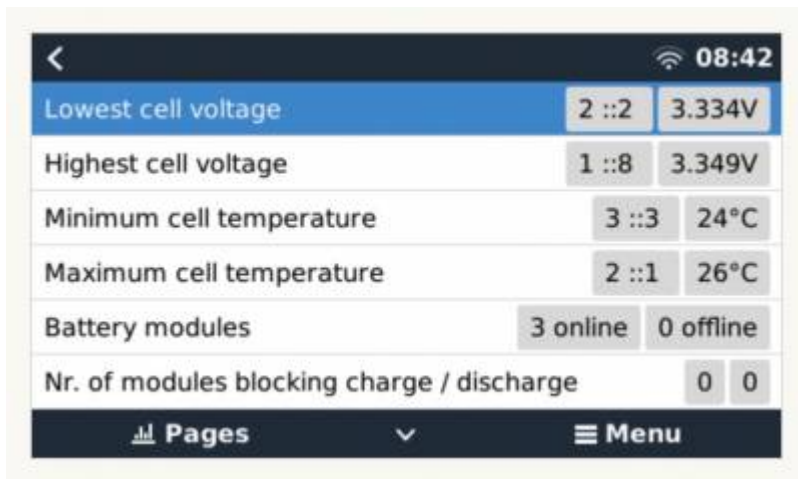 08:42
Lowest cell voltage 2 ::2 3.334V
Highest cell voltage 1 ::8 3.349V
Minimum cell temperature 3 ::3 24°C
Maximum cell temperature 2 ::1 26°C
Battery modules 3 online 0 offline
Nr. of modules blocking charge / discharge 0 0
Pages Menu